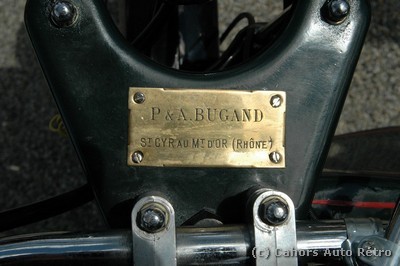 P & A. BUGAND
ST CYR AU MT D'OR (RHÔNE)
(c) Cahors Auto Rétro